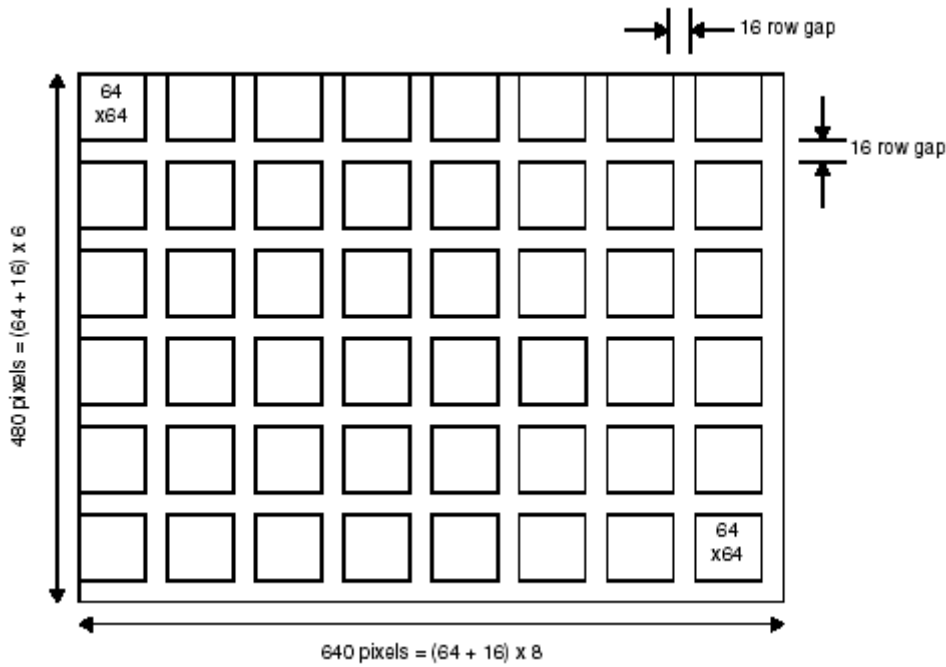 16 row gap
64
x64
16 row gap
480 pixels = (64 + 16) x 6
64
x64
640 pixels = (64 + 16) x 8